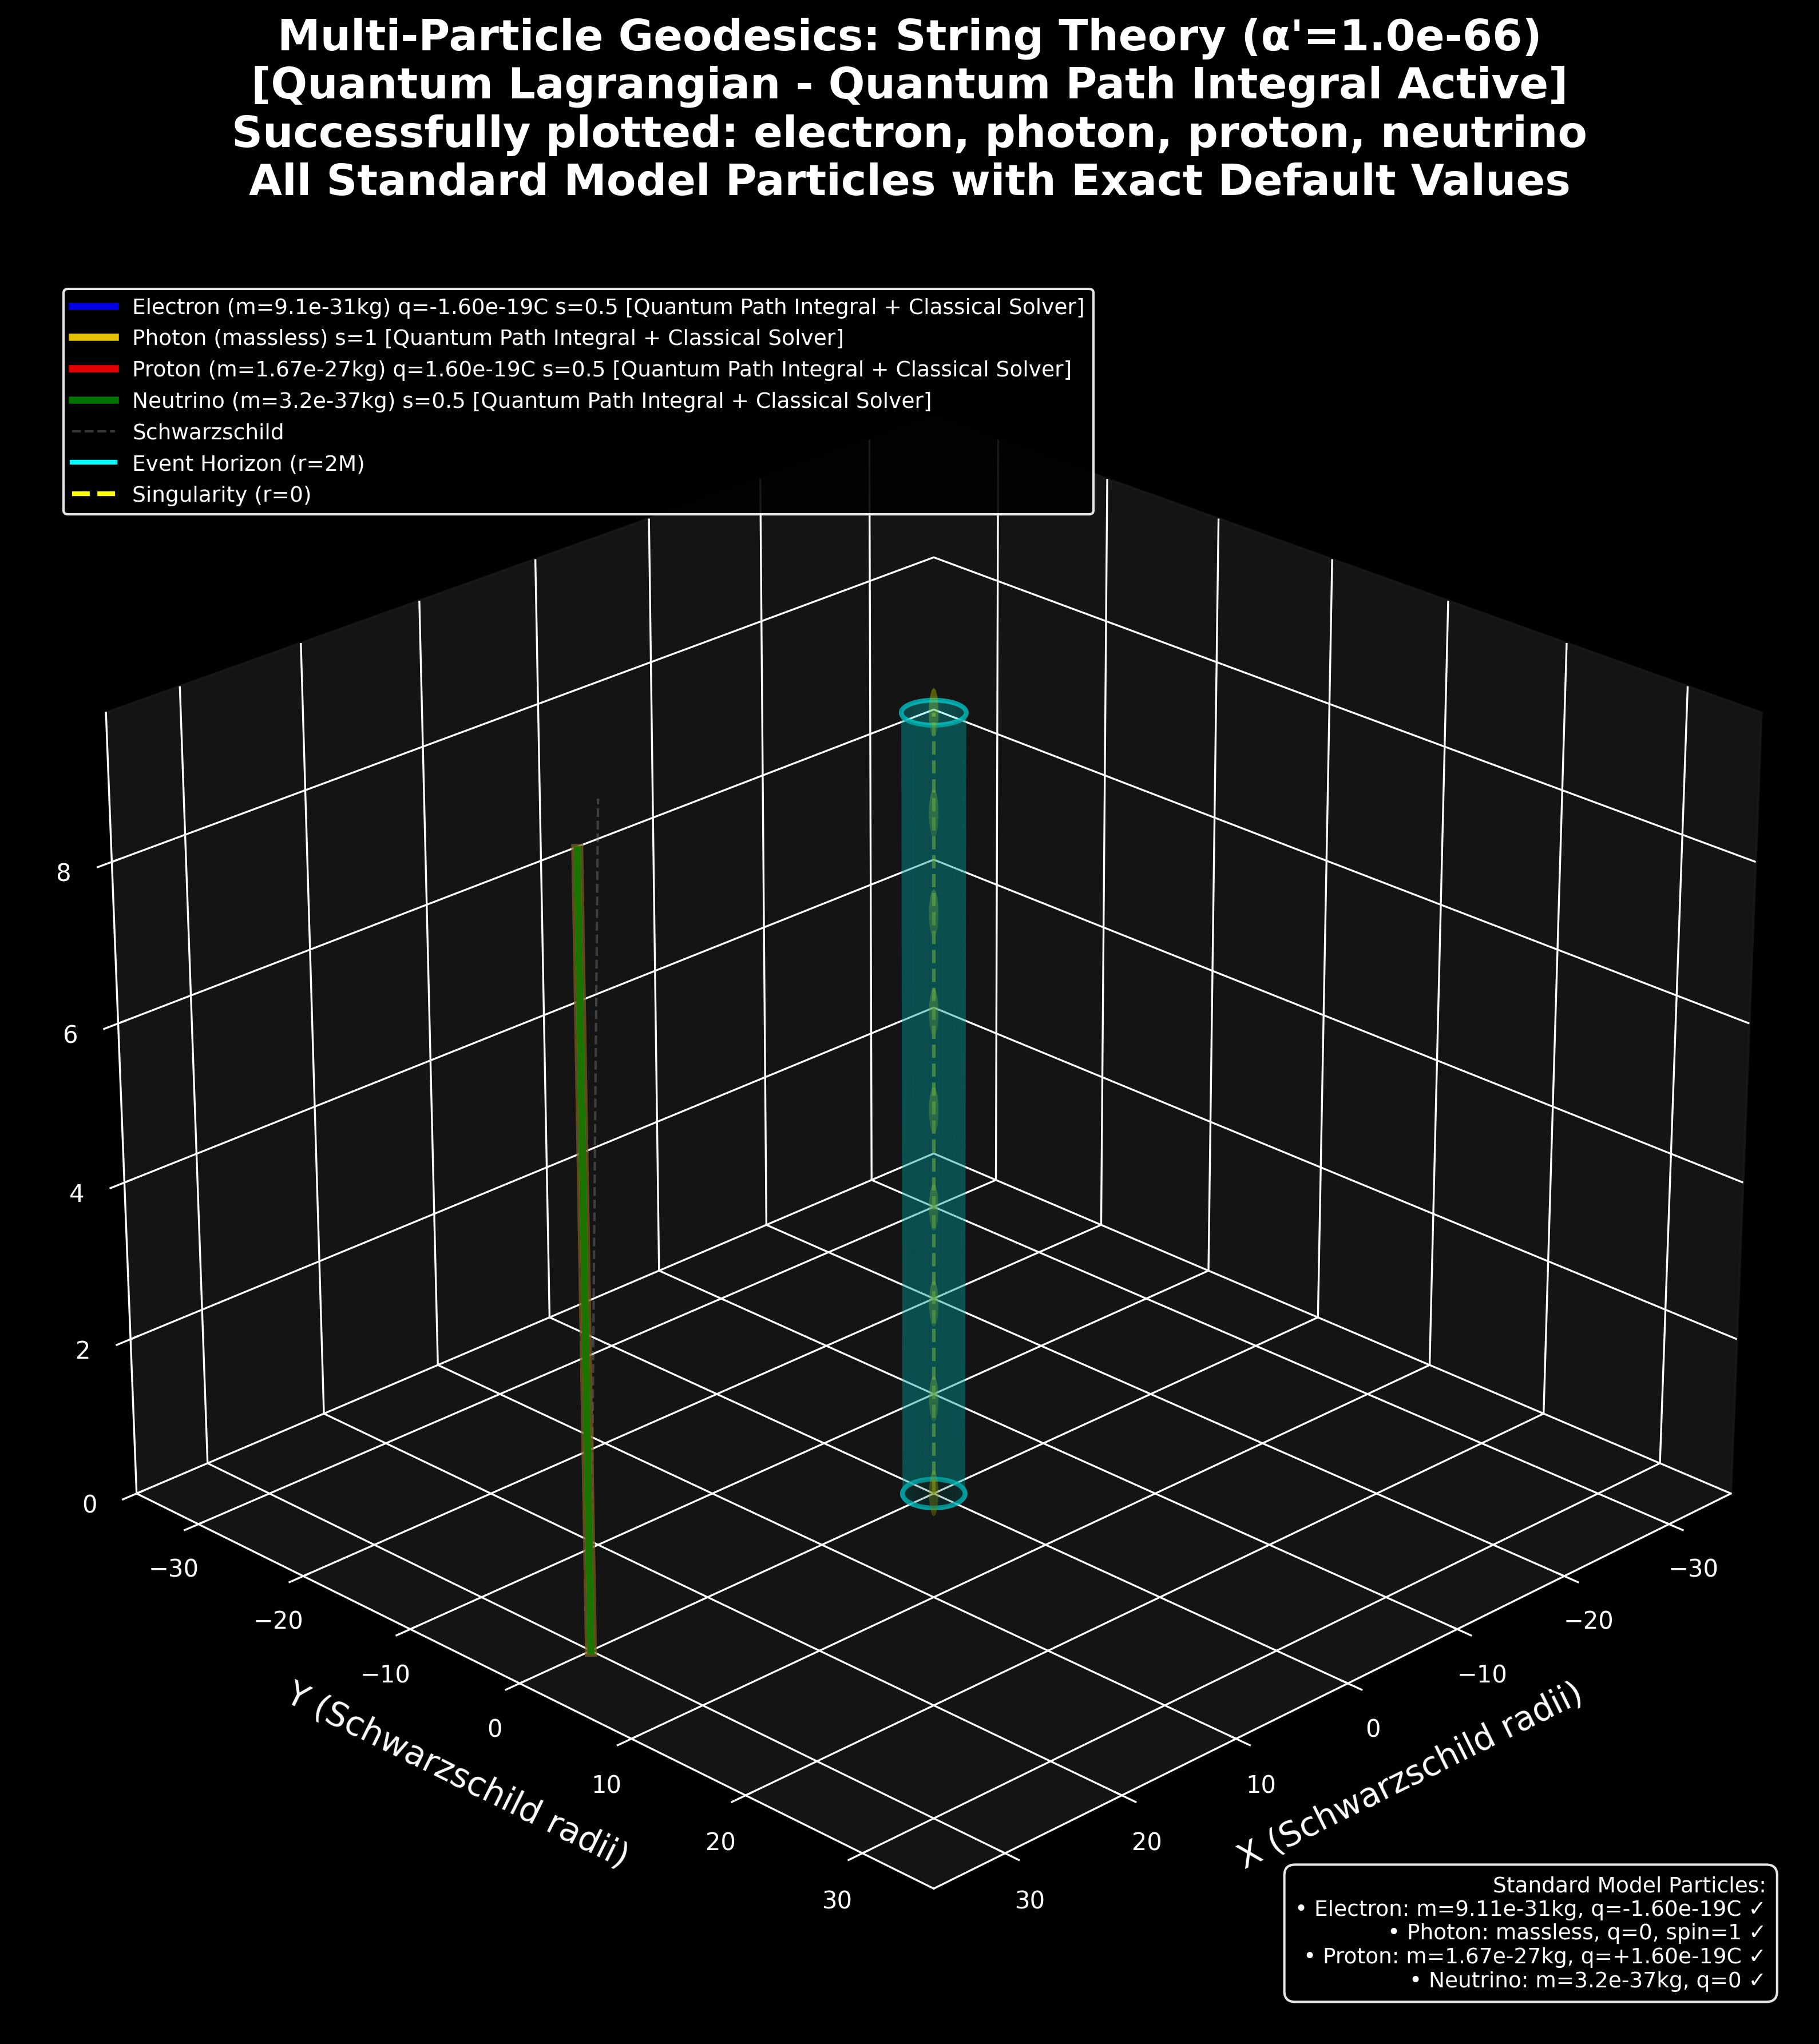 Multi-Particle Geodesics: String Theory (α'=1.0e-66)
[Quantum Lagrangian - Quantum Path Integral Active]
Successfully plotted: electron, photon, proton, neutrino
All Standard Model Particles with Exact Default Values
Electron (m=9.1e-31kg) q=-1.60e-19C s=0.5 [Quantum Path Integral + Classical Solver]
Photon (massless) s=1 [Quantum Path Integral + Classical Solver]
Proton (m=1.67e-27kg) q=1.60e-19C s=0.5 [Quantum Path Integral + Classical Solver]
Neutrino (m=3.2e-37kg) s=0.5 [Quantum Path Integral + Classical Solver]
Schwarzschild
Event Horizon (r=2M)
Singularity (r=0)
8
6
4
2
0
−30
−20
−10
0
10
20
30
Y (Schwarzschild radii)
−30
−20
−10
0
10
20
30
X (Schwarzschild radii)
Standard Model Particles:
• Electron: m=9.11e-31kg, q=-1.60e-19C ✓
• Photon: massless, q=0, spin=1 ✓
• Proton: m=1.67e-27kg, q=+1.60e-19C ✓
• Neutrino: m=3.2e-37kg, q=0 ✓